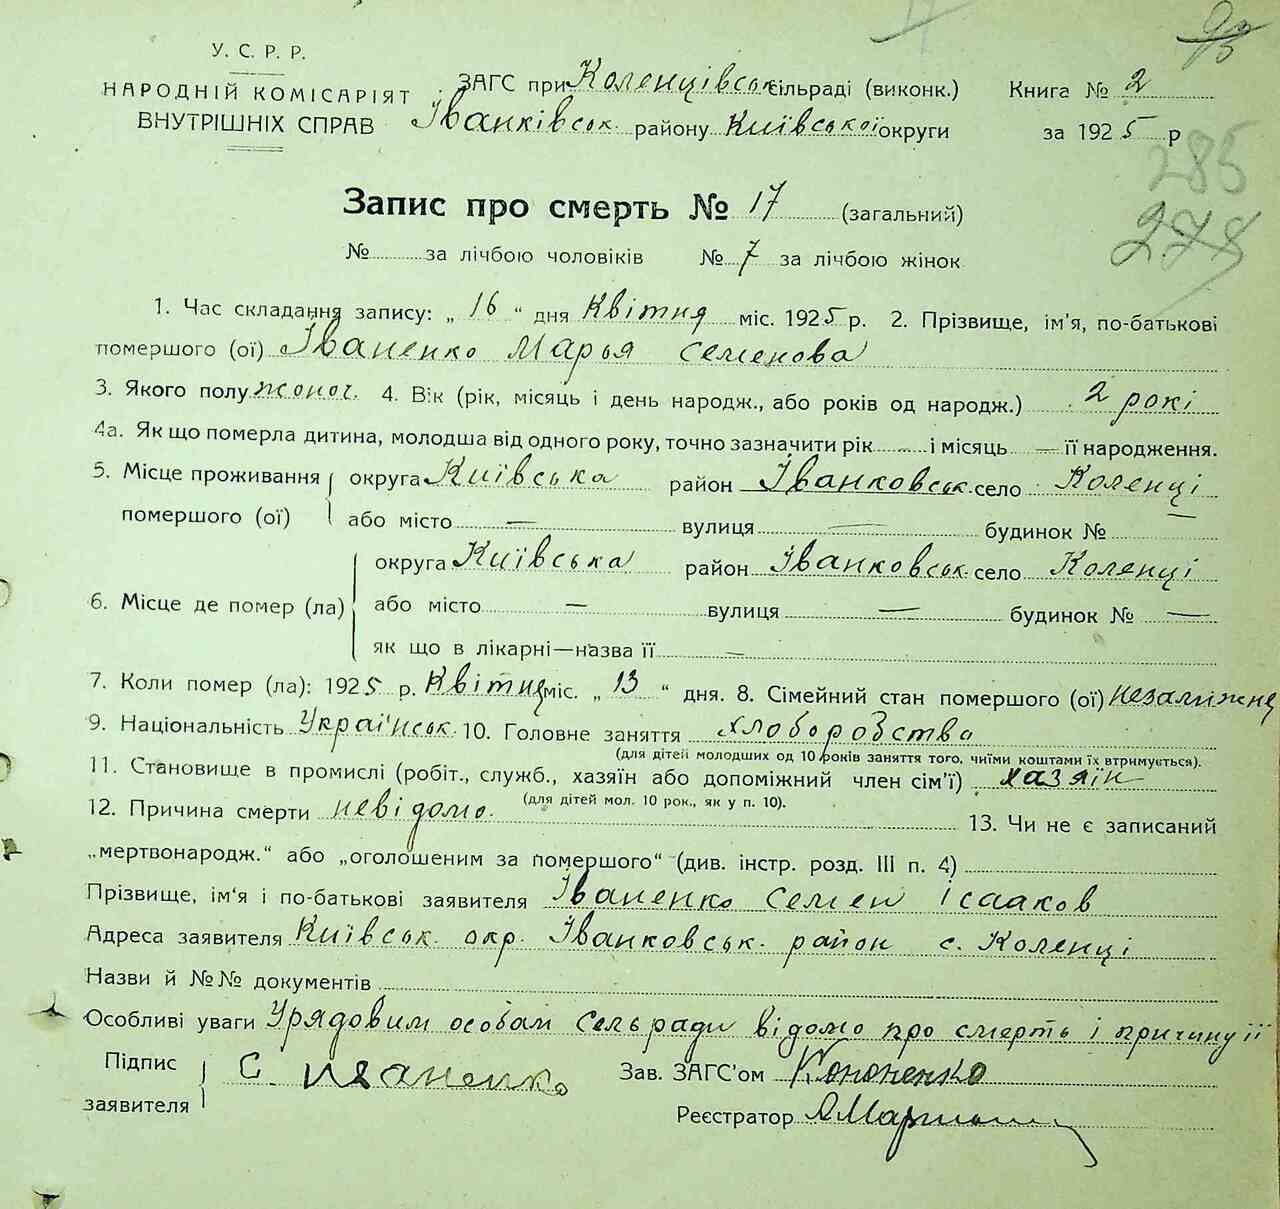 У. С. Р. Р.
НАРОДНІЙ КОМІСАРІЯТ
ВНУТРІШНІХ СПРАВ
ЗАГС при Коленцівськ сільраді (виконк.) Книга № 2
Іванківськ. району Київської округи за 1925 р
285
278
Запис про смерть № 17 (загальний)
№ за лічбою чоловіків № 7 за лічбою жінок
1. Час складання запису: „ 16 “ дня Квітня міс. 1925 р. 2. Прізвище, ім'я, по-батькові
помершого (ої) Іваненко Марья Семенова
3. Якого полу жоноч. 4. Вік (рік, місяць і день народж., або років од народж.) 2 рокі
4а. Як що померла дитина, молодша від одного року, точно зазначити рік — і місяць — її народження.
5. Місце проживання округа Київська район Іванковськ. село Коленці
помершого (ої) або місто — вулиця — будинок № —
округа Київська район Іванковськ. село Коленці
6. Місце де помер (ла) або місто — вулиця — будинок № —
як що в лікарні—назва її —
7. Коли помер (ла): 1925 р. Квітня міс. „ 13 “ дня. 8. Сімейний стан помершого (ої) незалижне
9. Національність Українськ. 10. Головне заняття хлоборобства
(для дітей молодших од 10 років заняття того, чиїми коштами їх втримується).
11. Становище в промислі (робіт., служб., хазяїн або допоміжний член сім'ї) хазяїн
(для дітей мол. 10 рок., як у п. 10).
12. Причина смерти невідомо. 13. Чи не є записаний
„мертвонародж.“ або „оголошеним за помершого“ (див. інстр. розд. III п. 4)
Прізвище, ім'я і по-батькові заявителя Іваненко Семен Ісааков
Адреса заявителя Київськ. окр. Іванковськ. район с. Коленці
Назви й №№ документів
Особливі уваги Урядовим особам Сельради відомо про смерть і причину її
Підпис заявителя С. Иваненко Зав. ЗАГС'ом Кононенко
Реєстратор